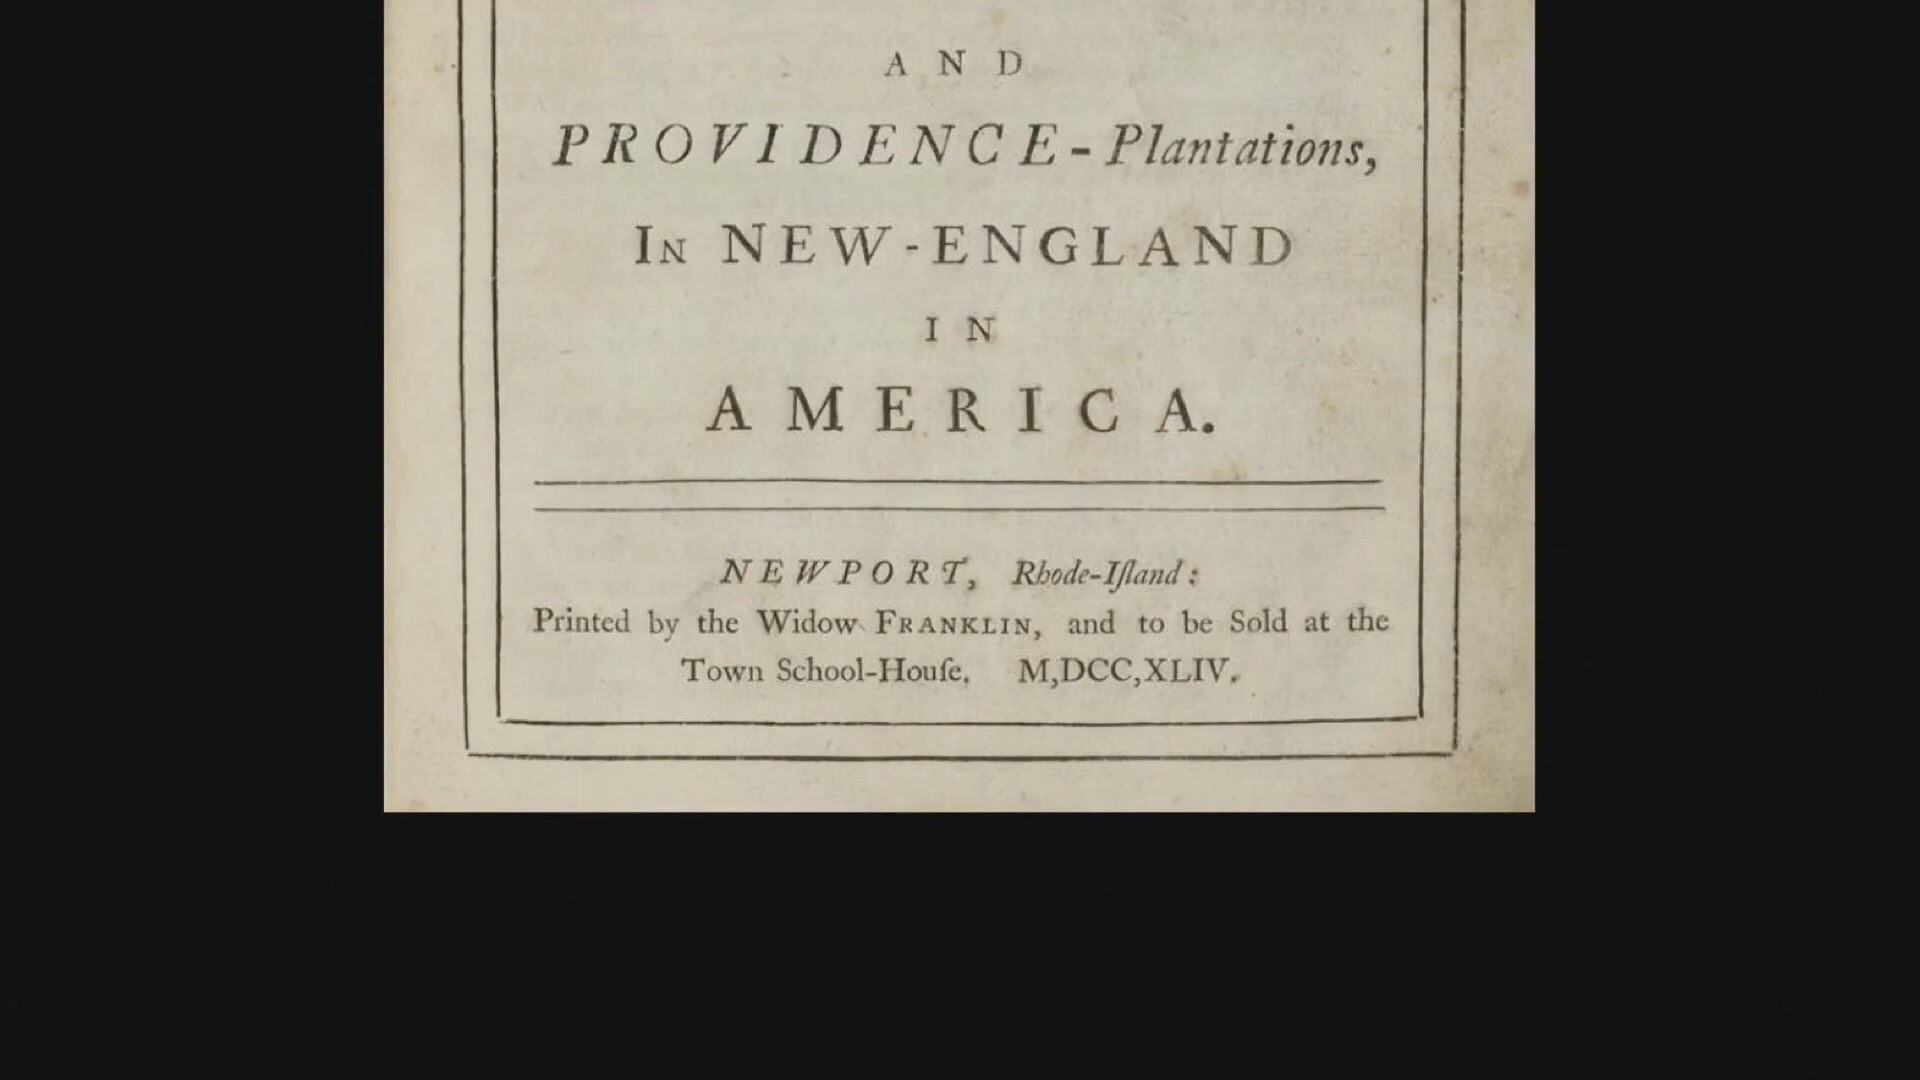 AND
PROVIDENCE-Plantations,
IN NEW-ENGLAND
IN
AMERICA.
NEWPORT, Rhode-Iſland:
Printed by the Widow FRANKLIN, and to be Sold at the
Town School-Houſe. M,DCC,XLIV.